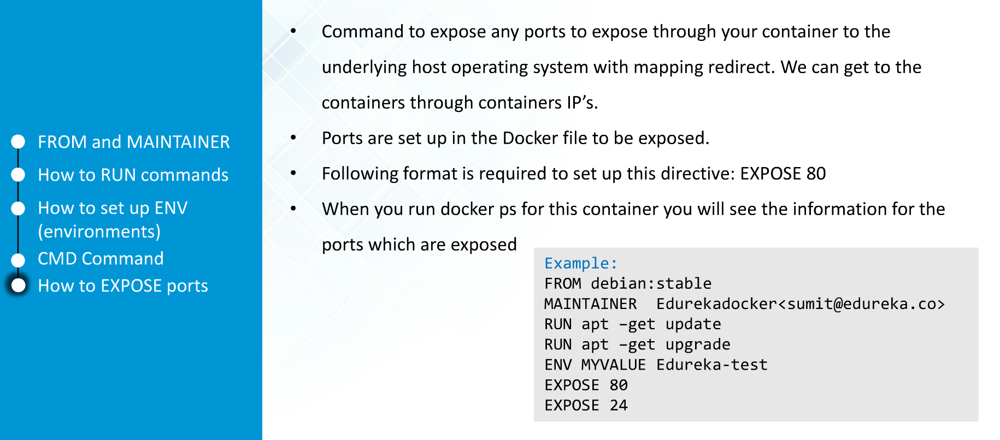 FROM and MAINTAINER
How to RUN commands
How to set up ENV
(environments)
CMD Command
How to EXPOSE ports
• Command to expose any ports to expose through your container to the
underlying host operating system with mapping redirect. We can get to the
containers through containers IP’s.
• Ports are set up in the Docker file to be exposed.
• Following format is required to set up this directive: EXPOSE 80
• When you run docker ps for this container you will see the information for the
ports which are exposed
Example:
FROM debian:stable
MAINTAINER  Edurekadocker<sumit@edureka.co>
RUN apt –get update
RUN apt –get upgrade
ENV MYVALUE Edureka-test
EXPOSE 80
EXPOSE 24